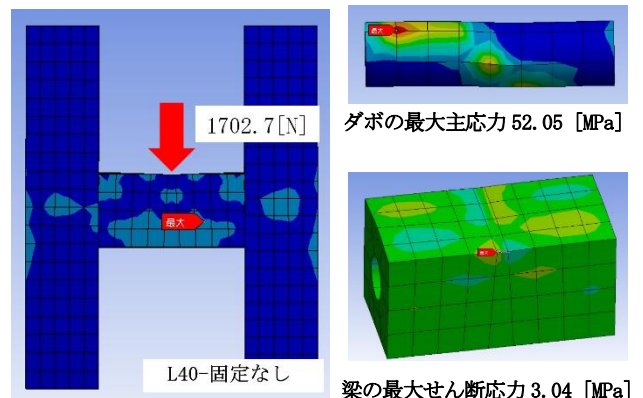 1702.7[N]
最大
L40-固定なし
最大
ダボの最大主応力 52.05 [MPa]
最大
梁の最大せん断応力 3.04 [MPa]